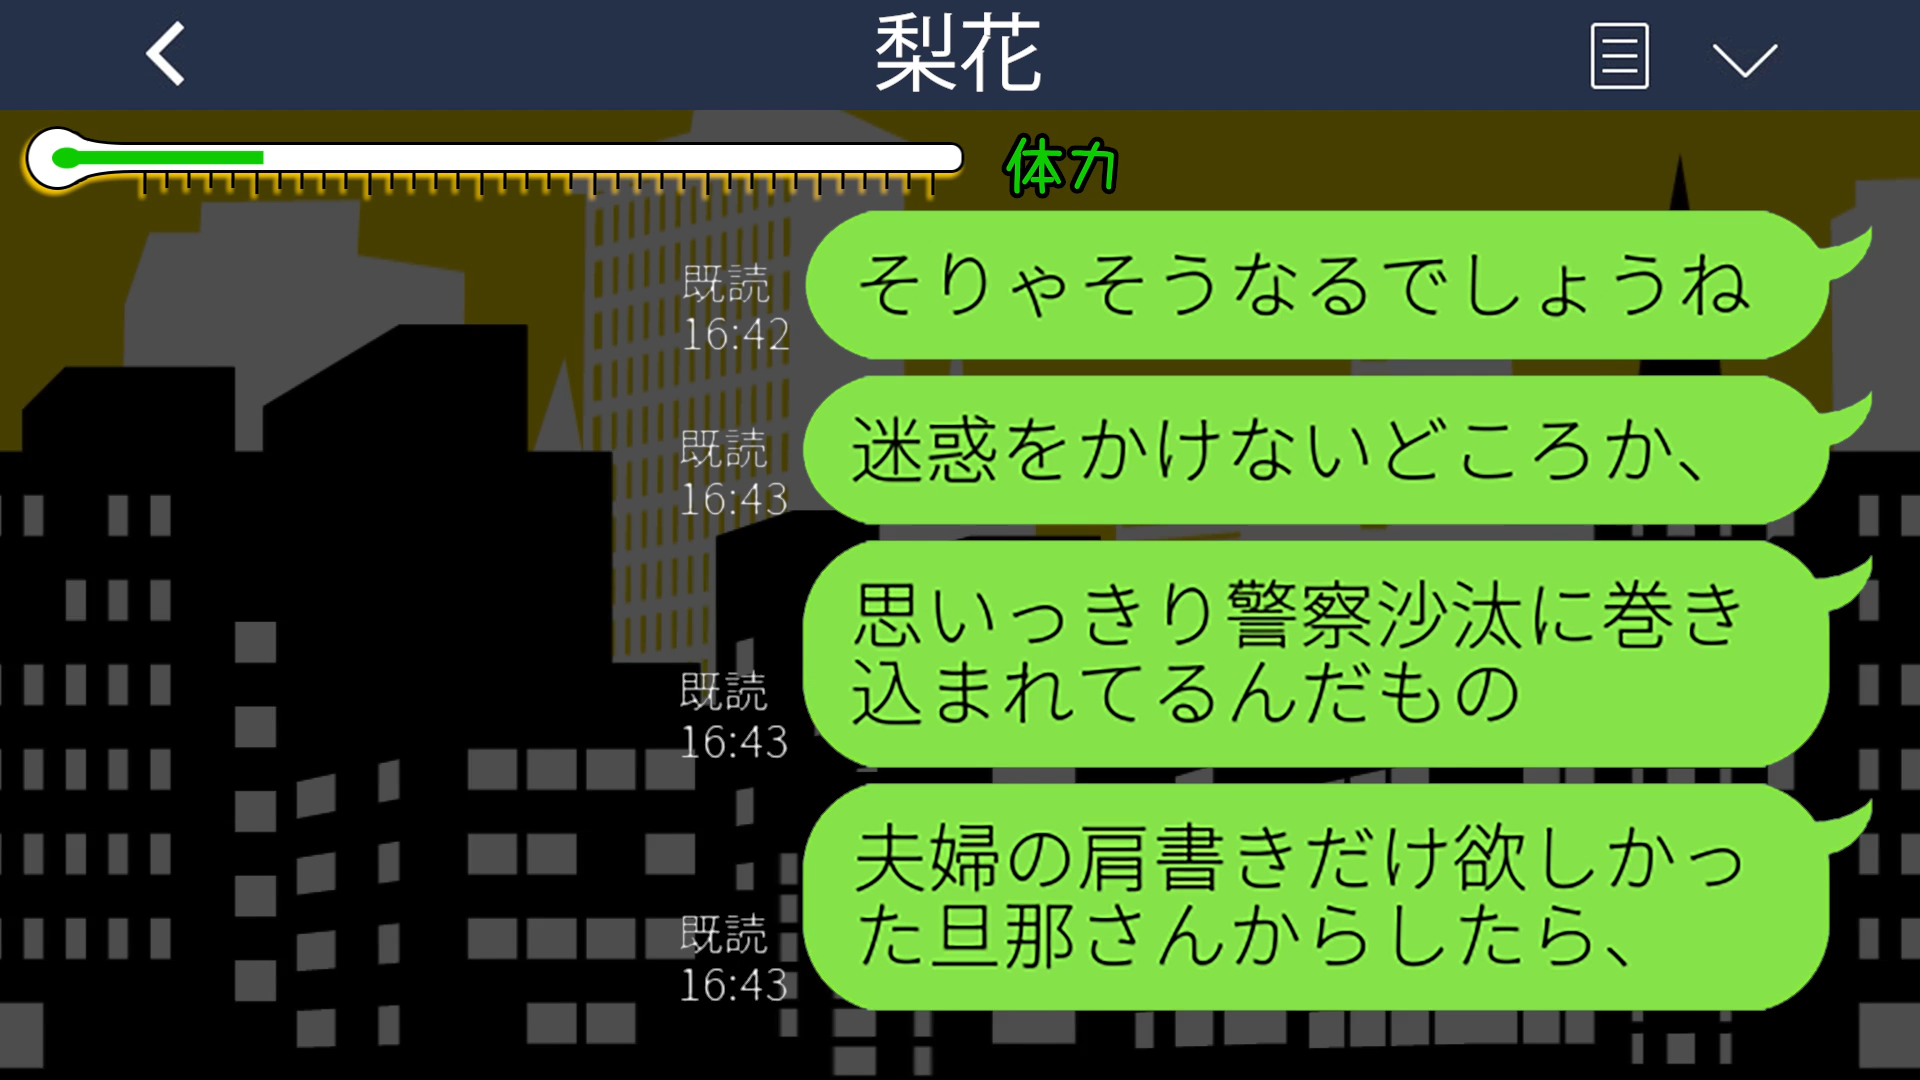 梨花
体力
既読
16:42
そりゃそうなるでしょうね
既読
16:43
迷惑をかけないどころか、
既読
16:43
思いっきり警察沙汰に巻き
込まれてるんだもの
既読
16:43
夫婦の肩書きだけ欲しかっ
た旦那さんからしたら、